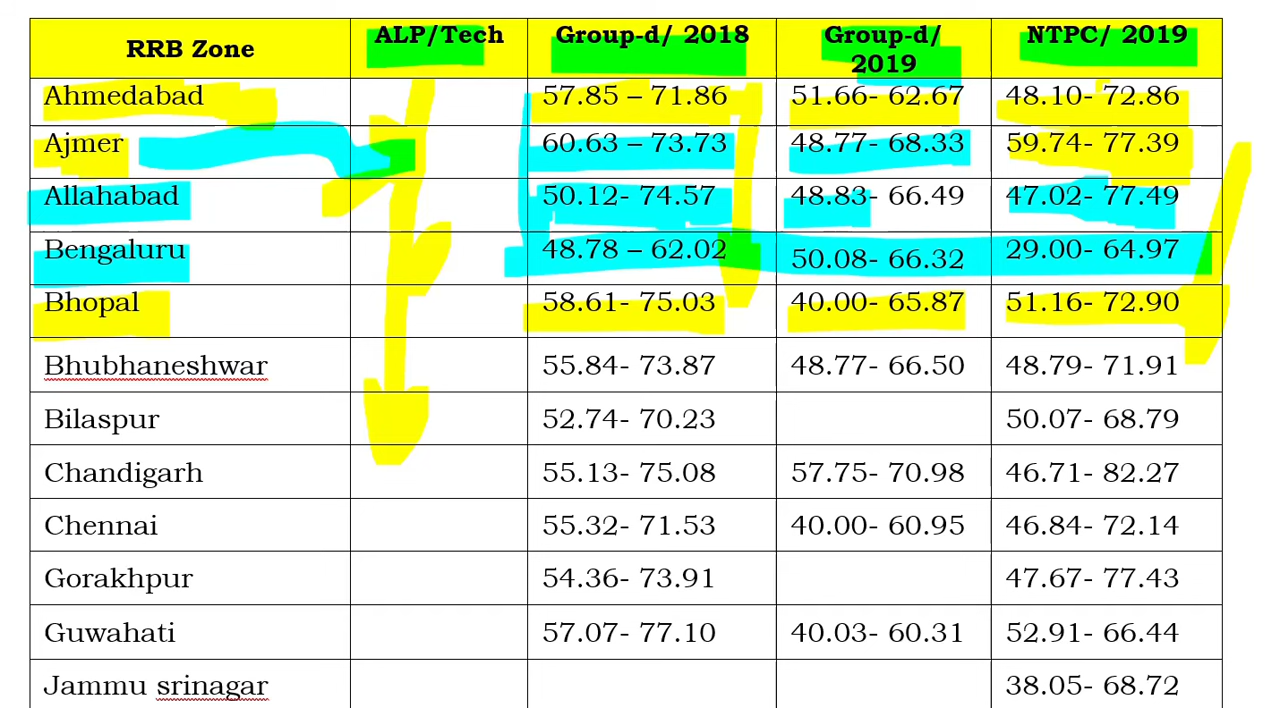 RRB Zone ALP/Tech Group-d/ 2018 Group-d/ 2019 NTPC/ 2019
Ahmedabad 57.85 – 71.86 51.66- 62.67 48.10- 72.86
Ajmer 60.63 – 73.73 48.77- 68.33 59.74- 77.39
Allahabad 50.12- 74.57 48.83- 66.49 47.02- 77.49
Bengaluru 48.78 – 62.02 50.08- 66.32 29.00- 64.97
Bhopal 58.61- 75.03 40.00- 65.87 51.16- 72.90
Bhubhaneshwar 55.84- 73.87 48.77- 66.50 48.79- 71.91
Bilaspur 52.74- 70.23 50.07- 68.79
Chandigarh 55.13- 75.08 57.75- 70.98 46.71- 82.27
Chennai 55.32- 71.53 40.00- 60.95 46.84- 72.14
Gorakhpur 54.36- 73.91 47.67- 77.43
Guwahati 57.07- 77.10 40.03- 60.31 52.91- 66.44
Jammu srinagar 38.05- 68.72